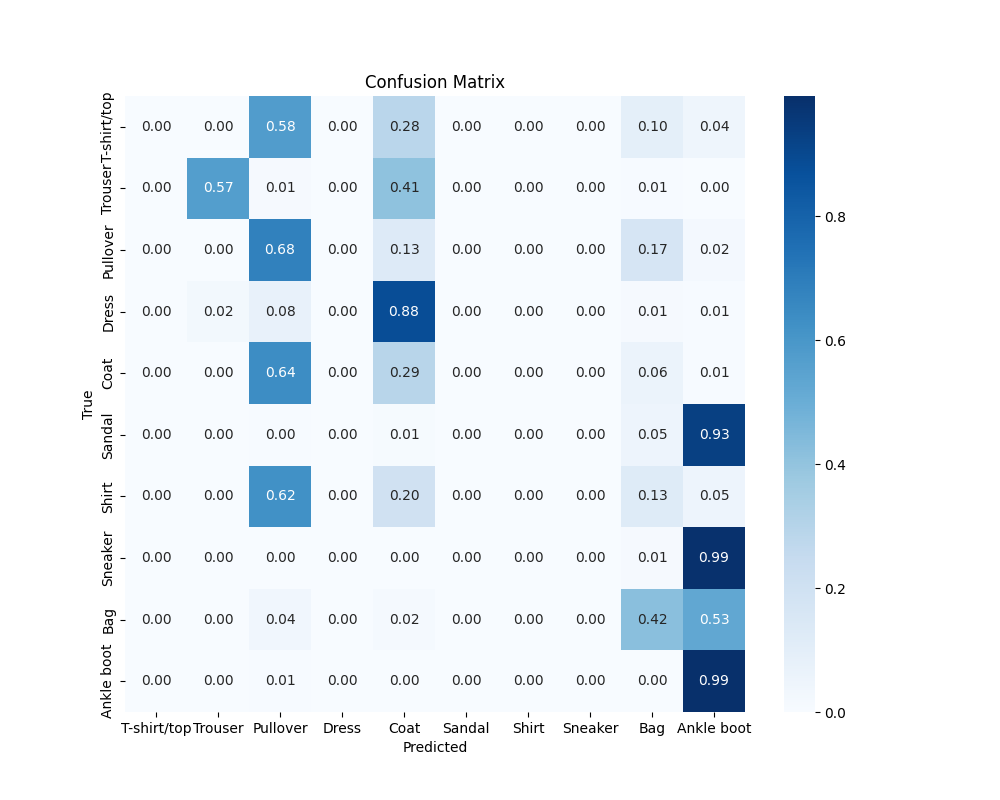 Confusion Matrix
T-shirt/top 0.00 0.00 0.58 0.00 0.28 0.00 0.00 0.00 0.10 0.04
Trouser 0.00 0.57 0.01 0.00 0.41 0.00 0.00 0.00 0.01 0.00
Pullover 0.00 0.00 0.68 0.00 0.13 0.00 0.00 0.00 0.17 0.02
Dress 0.00 0.02 0.08 0.00 0.88 0.00 0.00 0.00 0.01 0.01
Coat 0.00 0.00 0.64 0.00 0.29 0.00 0.00 0.00 0.06 0.01
Sandal 0.00 0.00 0.00 0.00 0.01 0.00 0.00 0.00 0.05 0.93
Shirt 0.00 0.00 0.62 0.00 0.20 0.00 0.00 0.00 0.13 0.05
Sneaker 0.00 0.00 0.00 0.00 0.00 0.00 0.00 0.00 0.01 0.99
Bag 0.00 0.00 0.04 0.00 0.02 0.00 0.00 0.00 0.42 0.53
Ankle boot 0.00 0.00 0.01 0.00 0.00 0.00 0.00 0.00 0.00 0.99
True
T-shirt/top Trouser Pullover Dress Coat Sandal Shirt Sneaker Bag Ankle boot
Predicted
0.8
0.6
0.4
0.2
0.0